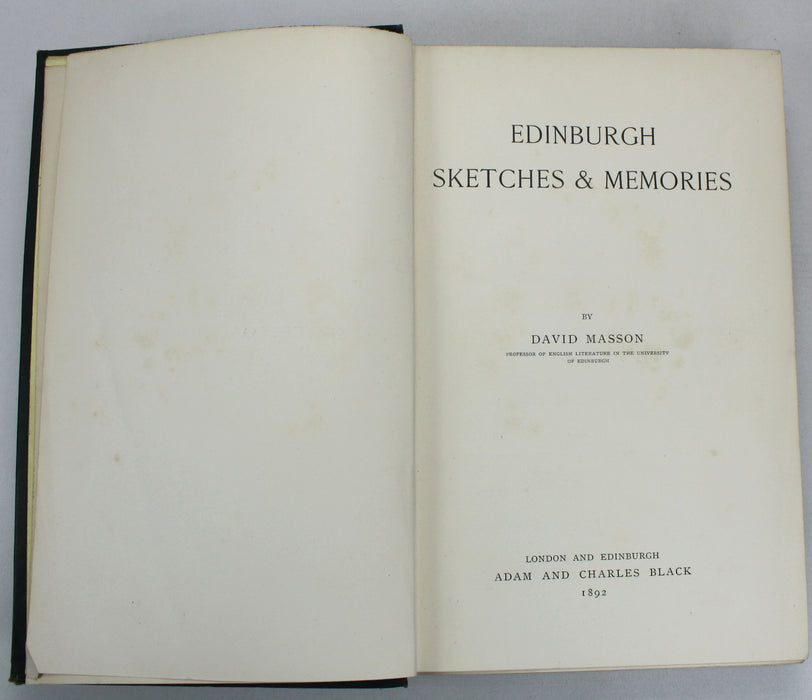 EDINBURGH
SKETCHES & MEMORIES
BY
DAVID MASSON
PROFESSOR OF ENGLISH LITERATURE IN THE UNIVERSITY
OF EDINBURGH
LONDON AND EDINBURGH
ADAM AND CHARLES BLACK
1892